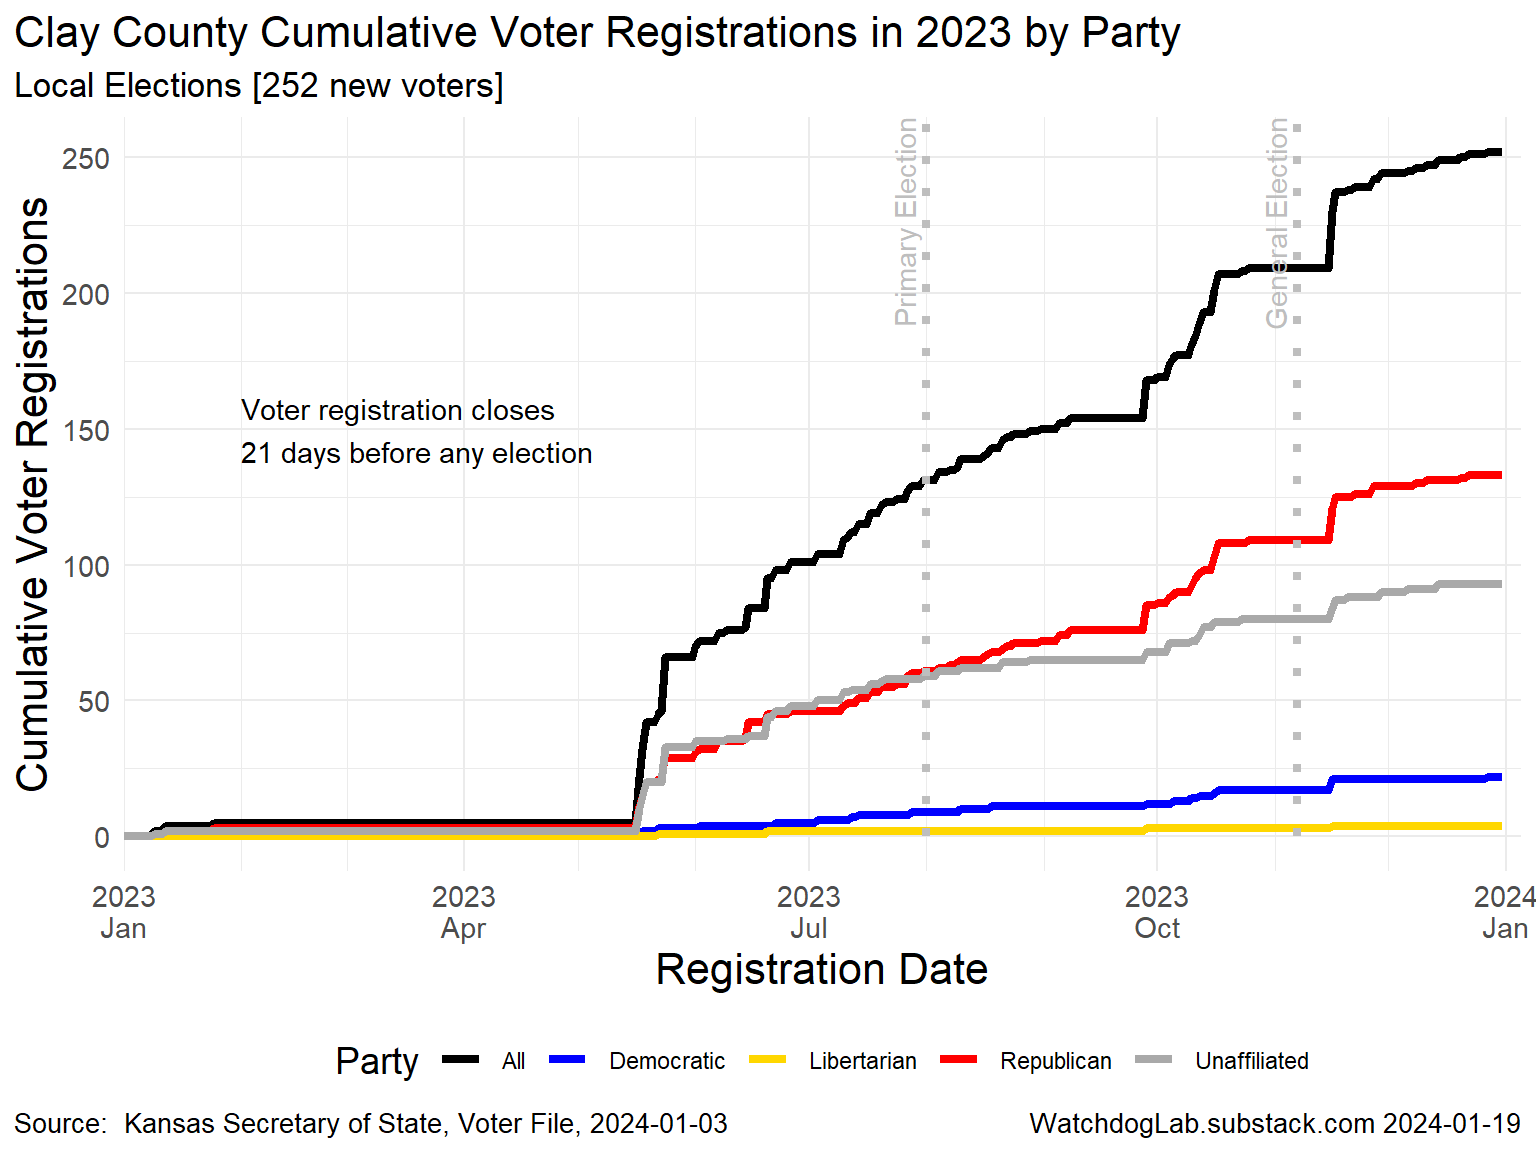 Clay County Cumulative Voter Registrations in 2023 by Party
Local Elections [252 new voters]
Cumulative Voter Registrations
250
200
150
100
50
0
Primary Election
General Election
Voter registration closes
21 days before any election
2023 2023 2023 2023 2024
Jan Apr Jul Oct Jan
Registration Date
Party All Democratic Libertarian Republican Unaffiliated
Source:  Kansas Secretary of State, Voter File, 2024-01-03
WatchdogLab.substack.com 2024-01-19